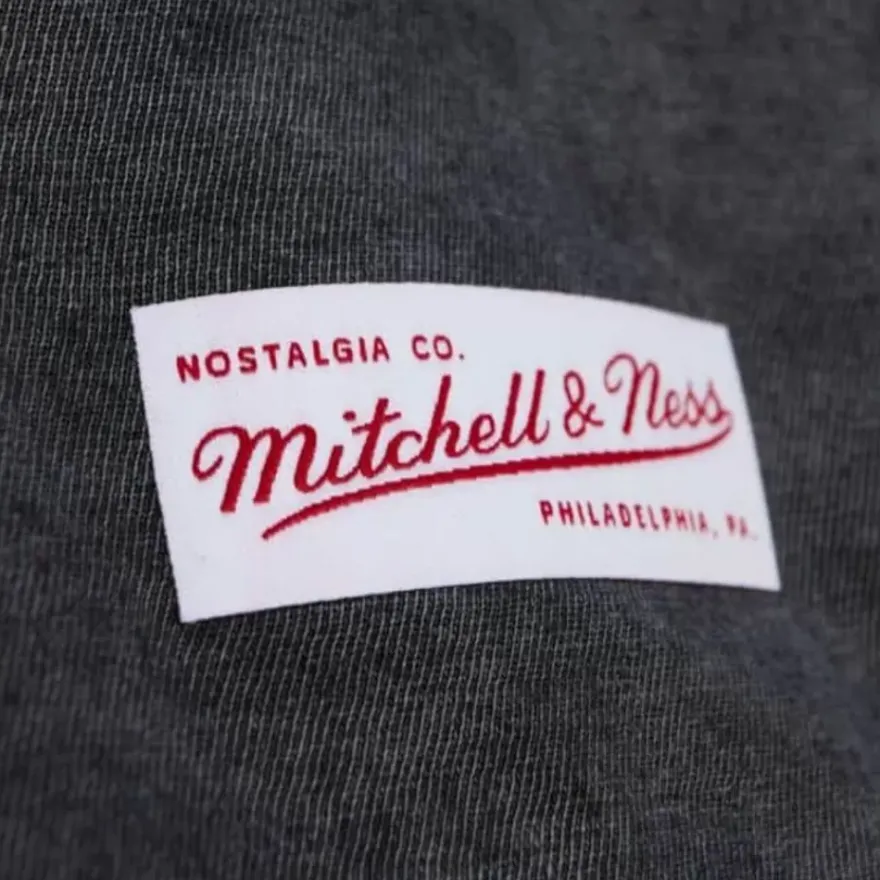 NOSTALGIA CO.
Mitchell & Ness
PHILADELPHIA, PA.